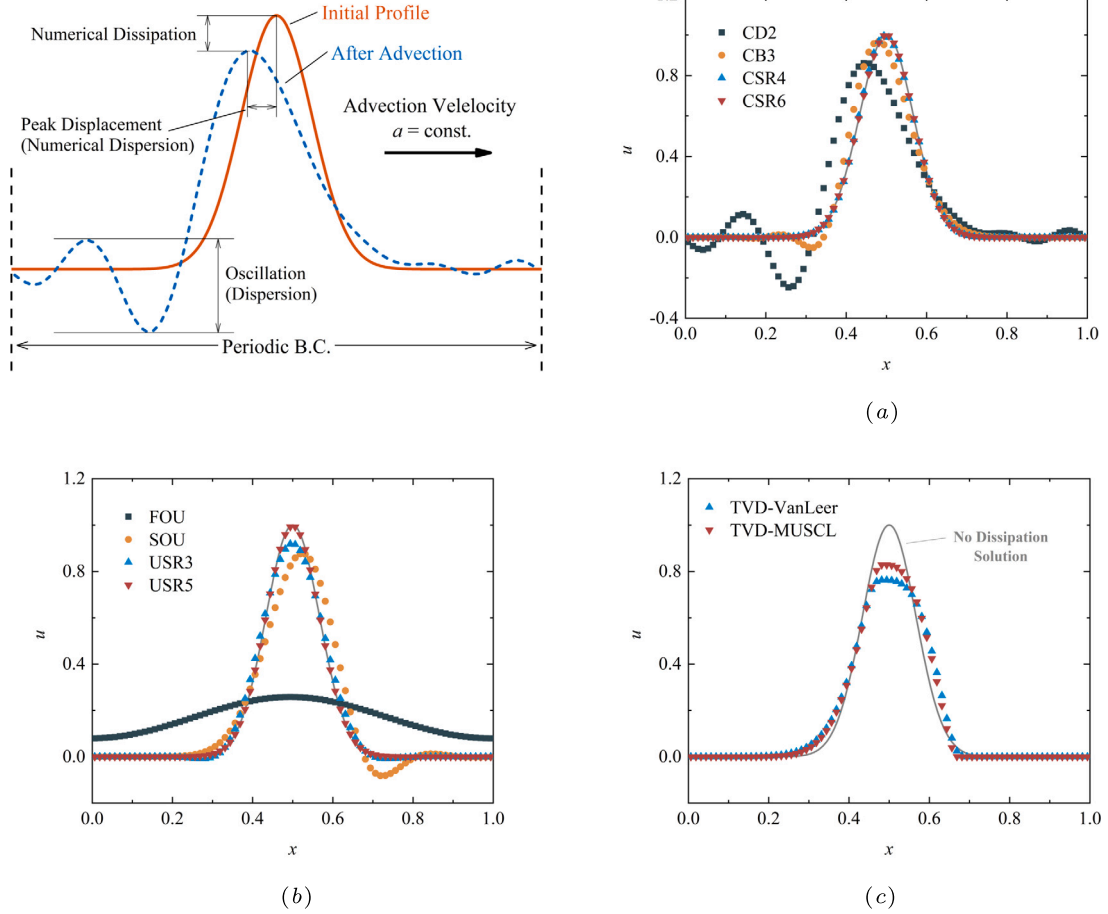 Numerical Dissipation
Initial Profile
After Advection
Peak Displacement
(Numerical Dispersion)
Advection Velelocity
a = const.
Oscillation
(Dispersion)
Periodic B.C.
CD2
CB3
CSR4
CSR6
0.8
0.4
0.0
-0.4
u
0.0 0.2 0.4 0.6 0.8 1.0
x
(a)
1.2
0.8
0.4
0.0
u
FOU
SOU
USR3
USR5
0.0 0.2 0.4 0.6 0.8 1.0
x
(b)
1.2
0.8
0.4
0.0
u
TVD-VanLeer
TVD-MUSCL
No Dissipation
Solution
0.0 0.2 0.4 0.6 0.8 1.0
x
(c)